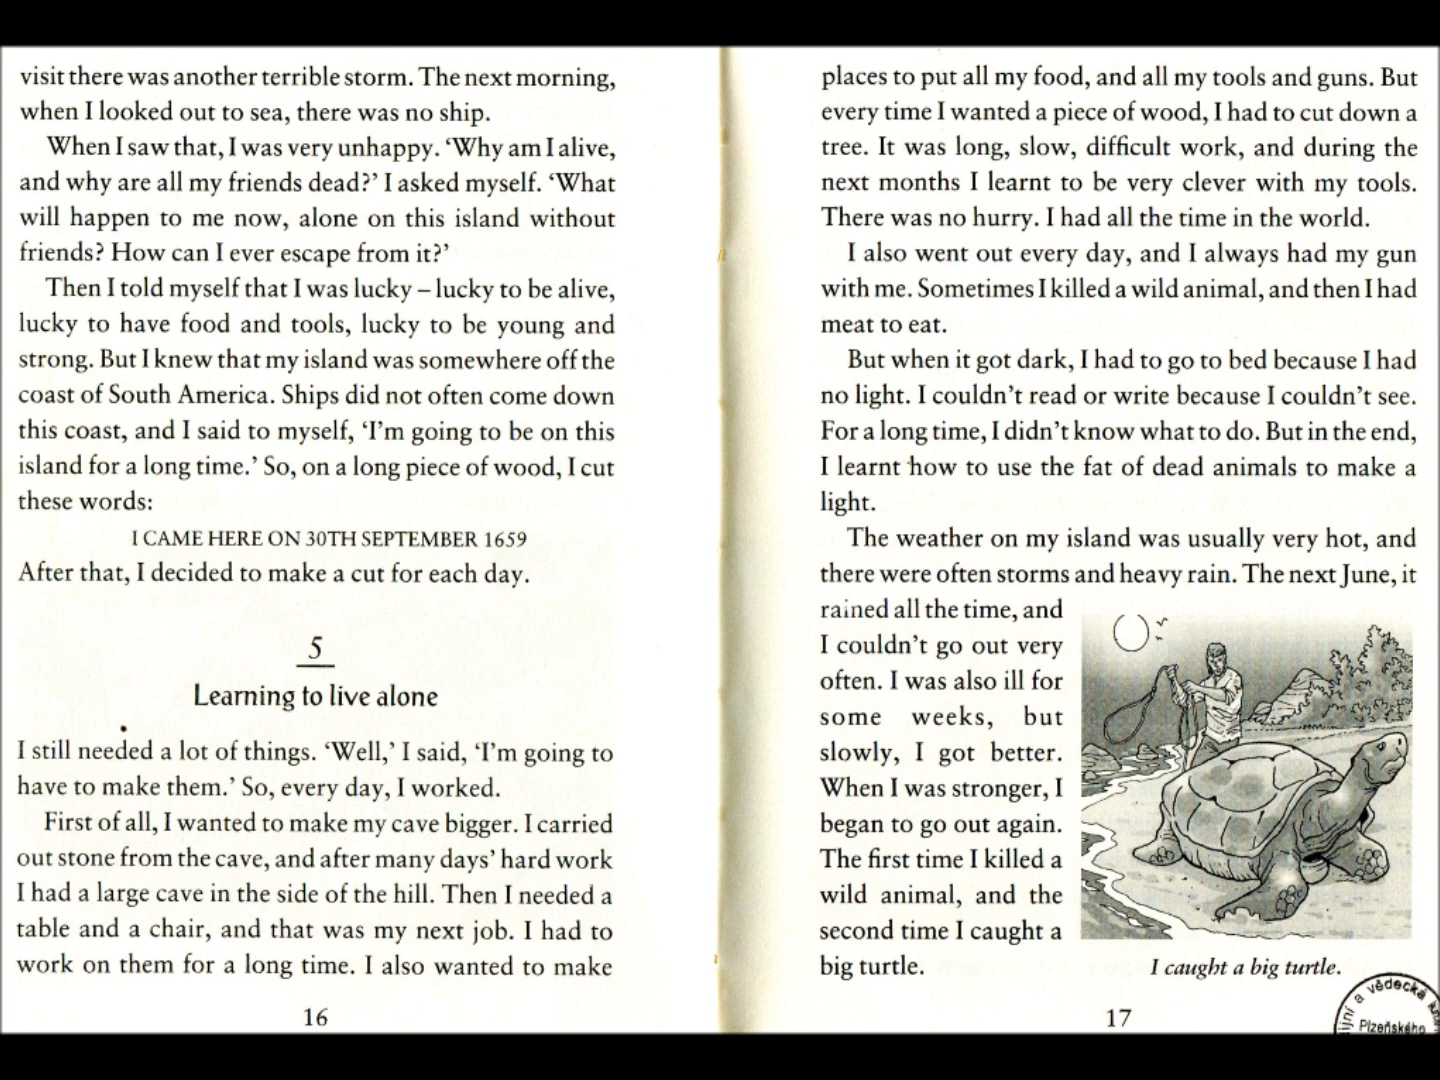 visit there was another terrible storm. The next morning,
when I looked out to sea, there was no ship.
When I saw that, I was very unhappy. ‘Why am I alive,
and why are all my friends dead?’ I asked myself. ‘What
will happen to me now, alone on this island without
friends? How can I ever escape from it?’
Then I told myself that I was lucky – lucky to be alive,
lucky to have food and tools, lucky to be young and
strong. But I knew that my island was somewhere off the
coast of South America. Ships did not often come down
this coast, and I said to myself, ‘I’m going to be on this
island for a long time.’ So, on a long piece of wood, I cut
these words:
I CAME HERE ON 30TH SEPTEMBER 1659
After that, I decided to make a cut for each day.
5
Learning to live alone
I still needed a lot of things. ‘Well,’ I said, ‘I’m going to
have to make them.’ So, every day, I worked.
First of all, I wanted to make my cave bigger. I carried
out stone from the cave, and after many days’ hard work
I had a large cave in the side of the hill. Then I needed a
table and a chair, and that was my next job. I had to
work on them for a long time. I also wanted to make
16
places to put all my food, and all my tools and guns. But
every time I wanted a piece of wood, I had to cut down a
tree. It was long, slow, difficult work, and during the
next months I learnt to be very clever with my tools.
There was no hurry. I had all the time in the world.
I also went out every day, and I always had my gun
with me. Sometimes I killed a wild animal, and then I had
meat to eat.
But when it got dark, I had to go to bed because I had
no light. I couldn’t read or write because I couldn’t see.
For a long time, I didn’t know what to do. But in the end,
I learnt how to use the fat of dead animals to make a
light.
The weather on my island was usually very hot, and
there were often storms and heavy rain. The next June, it
rained all the time, and
I couldn’t go out very
often. I was also ill for
some weeks, but
slowly, I got better.
When I was stronger, I
began to go out again.
The first time I killed a
wild animal, and the
second time I caught a
big turtle.
I caught a big turtle.
17
a vědecká
Plzeňského